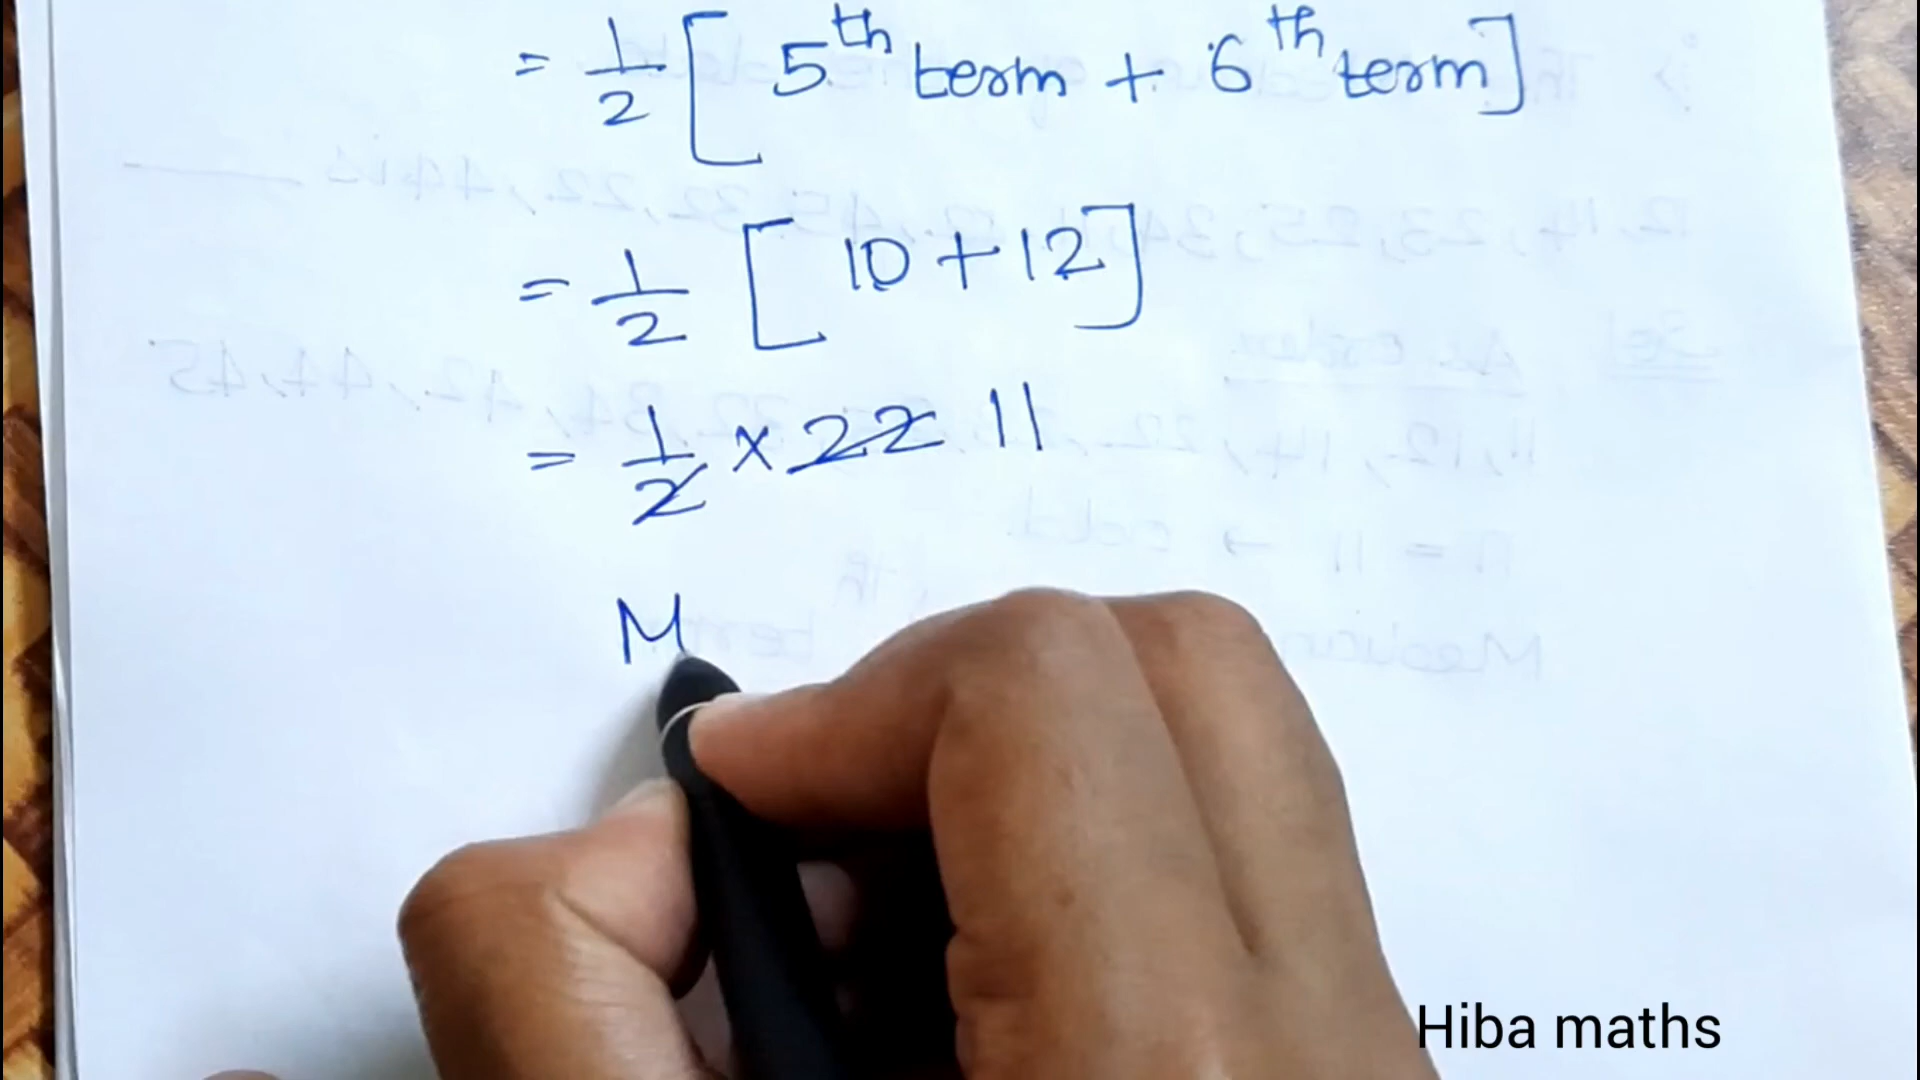 = 1/2 [ 5th term + 6th term]
= 1/2 [ 10 + 12]
= 1/2 × 22 11
M
Hiba maths